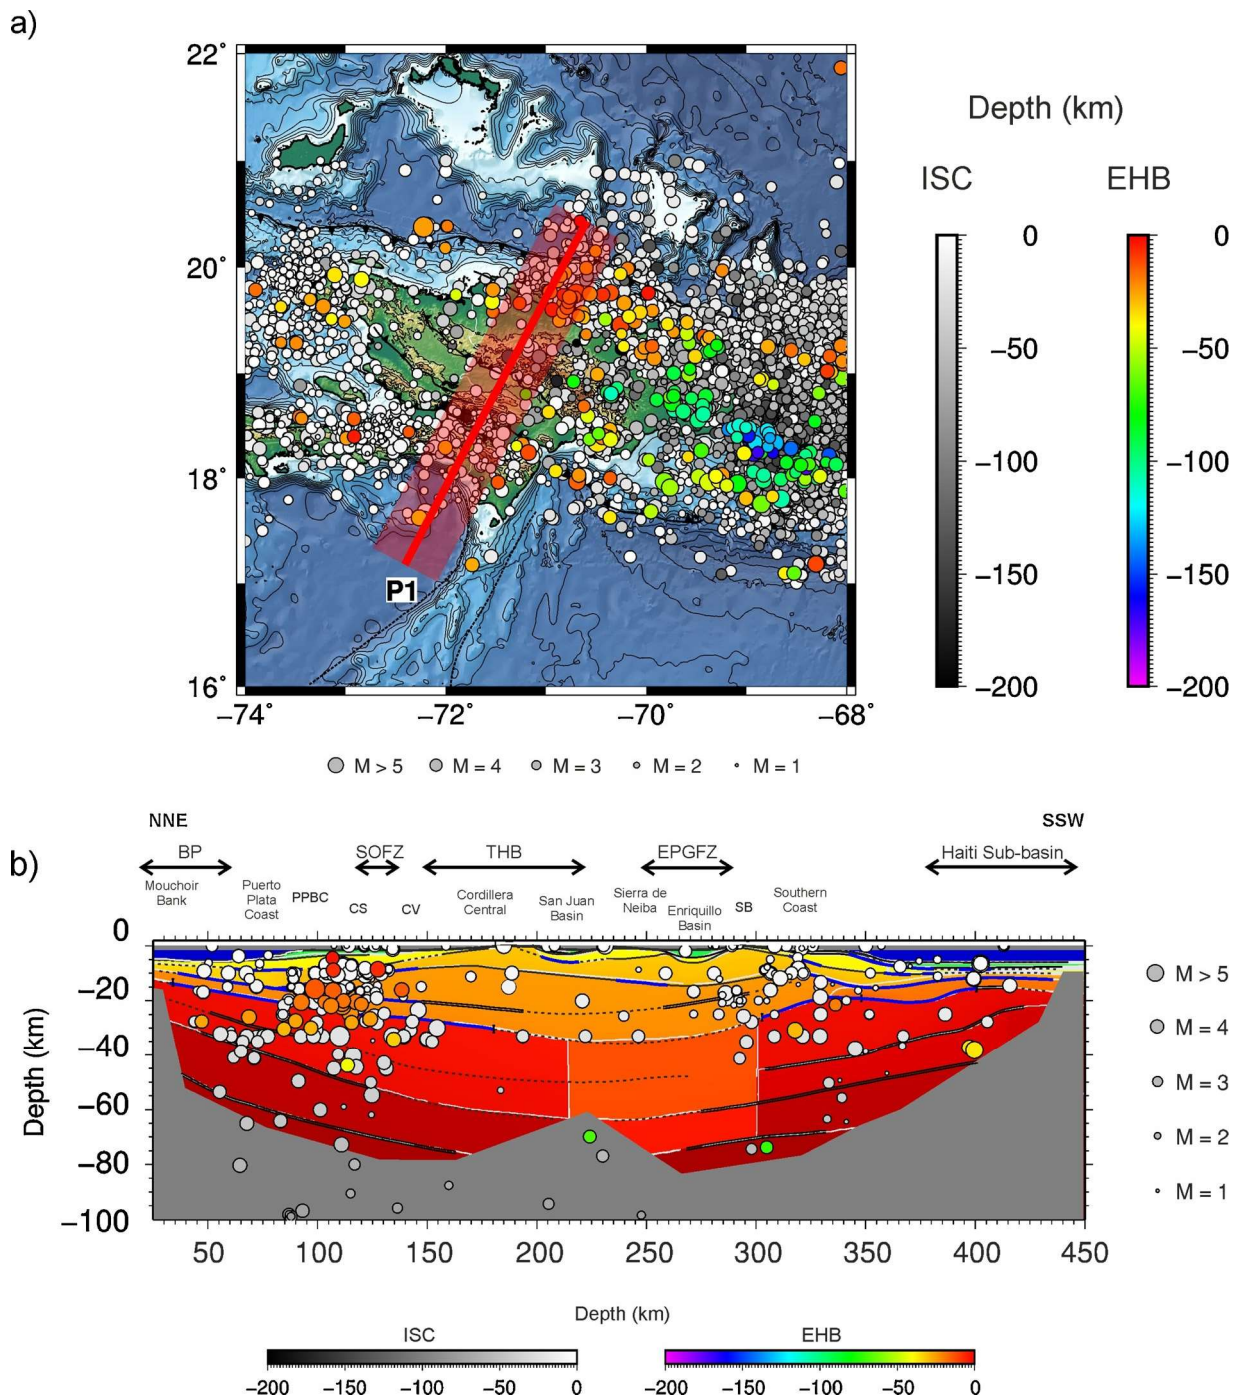 a)
22˚
20˚
18˚
16˚
−74˚ −72˚ −70˚ −68˚
P1
Depth (km)
ISC EHB
0 0
−50 −50
−100 −100
−150 −150
−200 −200
M > 5 M = 4 M = 3 M = 2 M = 1
NNE SSW
b)
BP SOFZ THB EPGFZ Haiti Sub-basin
Mouchoir Bank
Puerto Plata Coast
PPBC
CS
CV
Cordillera Central
San Juan Basin
Sierra de Neiba
Enriquillo Basin
SB
Southern Coast
Depth (km)
0
−20
−40
−60
−80
−100
50 100 150 200 250 300 350 400 450
M > 5
M = 4
M = 3
M = 2
M = 1
Depth (km)
ISC EHB
−200 −150 −100 −50 0 −200 −150 −100 −50 0